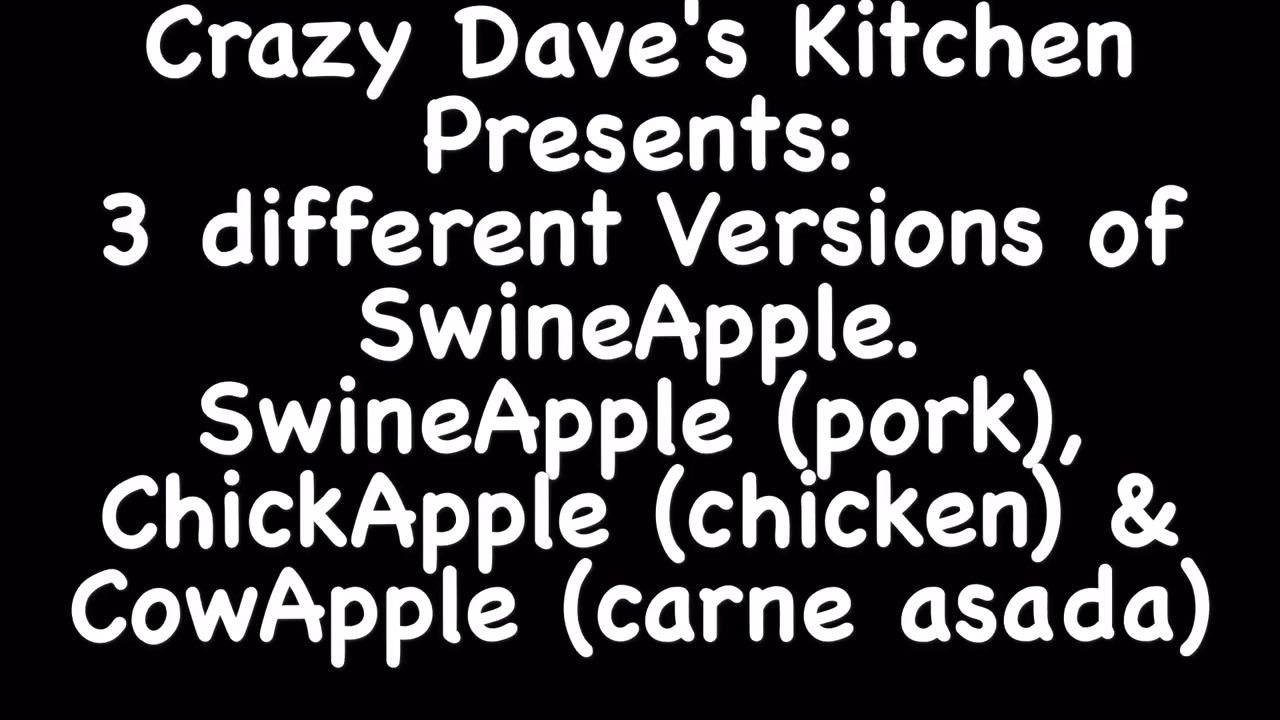 Crazy Dave's Kitchen
Presents:
3 different Versions of
SwineApple.
SwineApple (pork),
ChickApple (chicken) &
CowApple (carne asada)